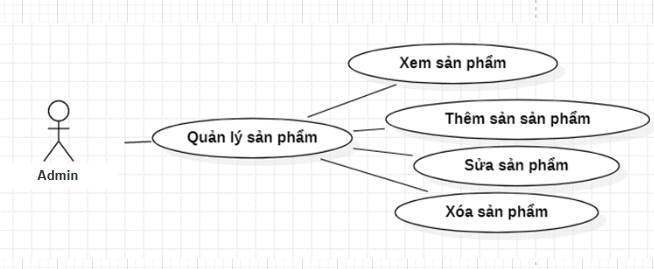 Xem sản phẩm
Thêm sản sản phẩm
Quản lý sản phẩm
Sửa sản phẩm
Admin
Xóa sản phẩm